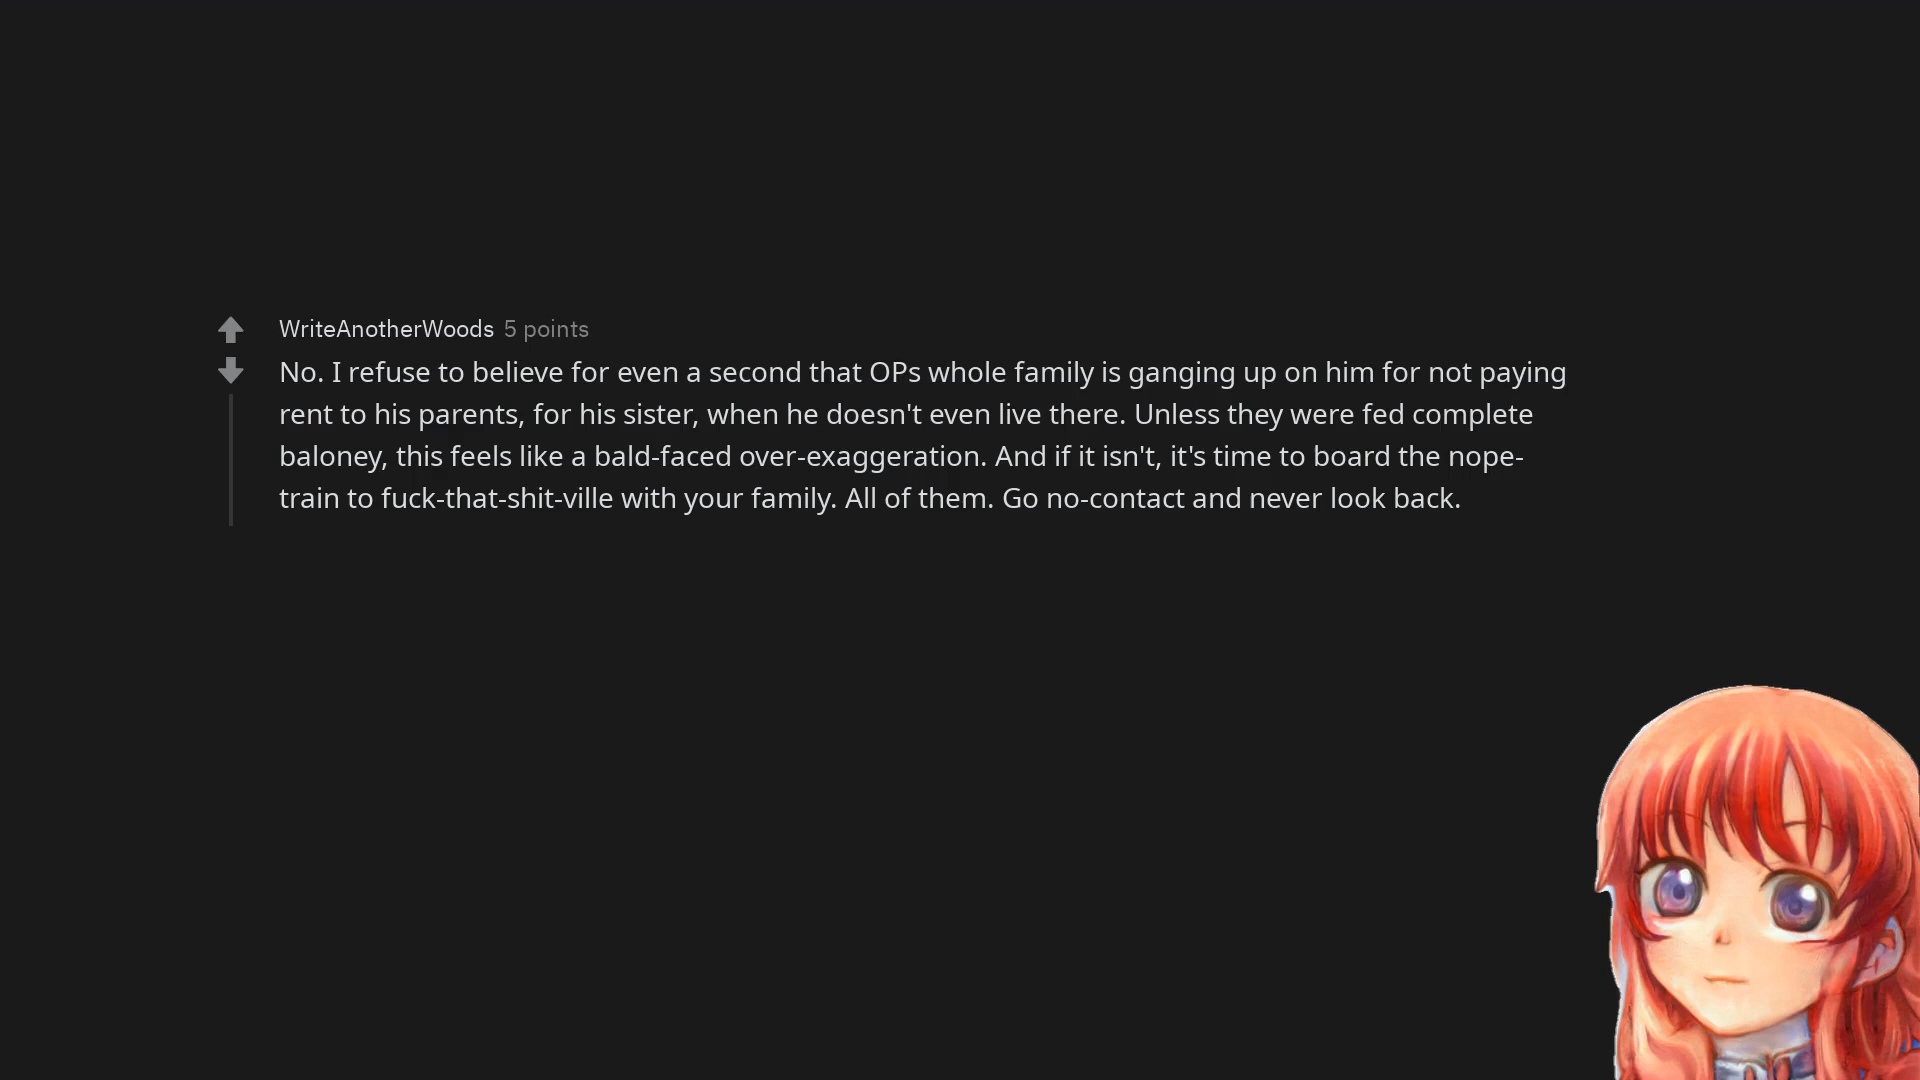 WriteAnotherWoods 5 points
No. I refuse to believe for even a second that OPs whole family is ganging up on him for not paying
rent to his parents, for his sister, when he doesn't even live there. Unless they were fed complete
baloney, this feels like a bald-faced over-exaggeration. And if it isn't, it's time to board the nope-
train to fuck-that-shit-ville with your family. All of them. Go no-contact and never look back.